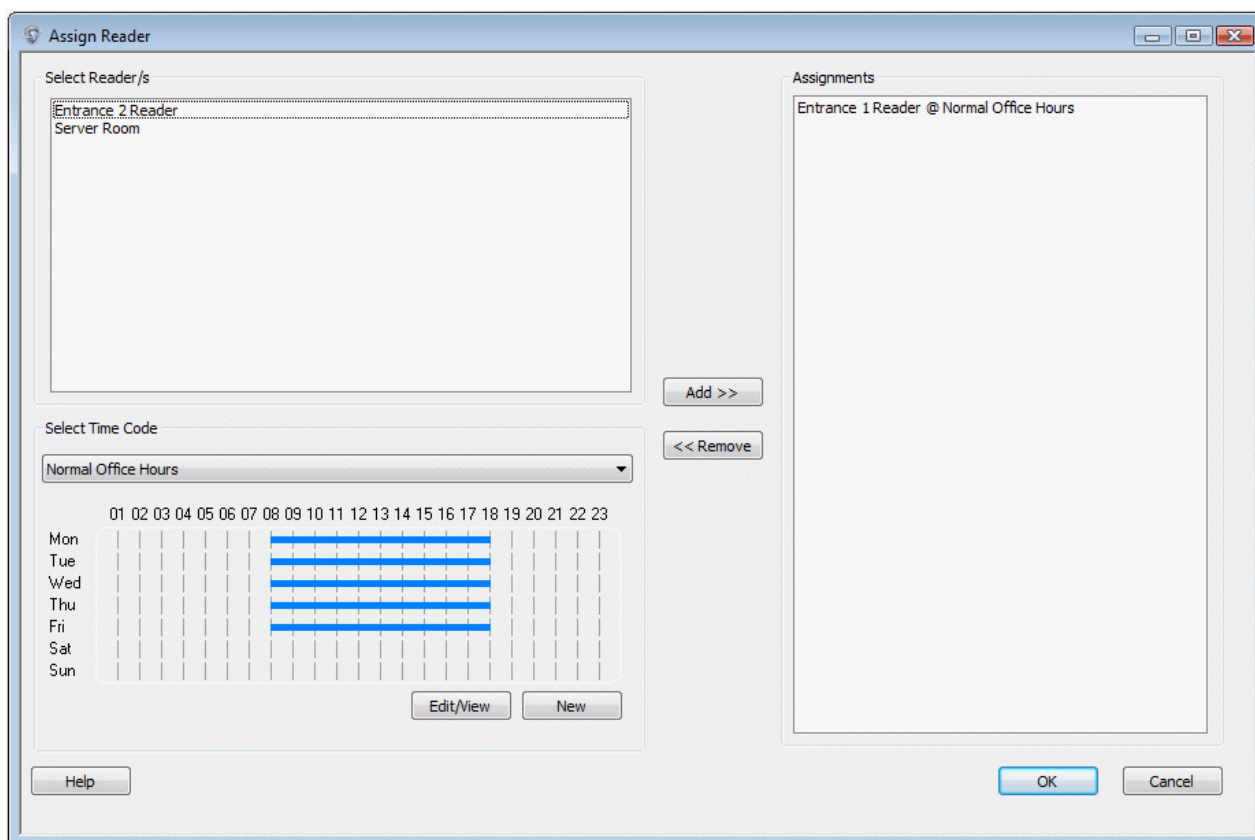 Assign Reader
Select Reader/s
Entrance 2 Reader
Server Room
Assignments
Entrance 1 Reader @ Normal Office Hours
Add >>
<< Remove
Select Time Code
Normal Office Hours
01 02 03 04 05 06 07 08 09 10 11 12 13 14 15 16 17 18 19 20 21 22 23
Mon
Tue
Wed
Thu
Fri
Sat
Sun
Edit/View
New
Help
OK
Cancel